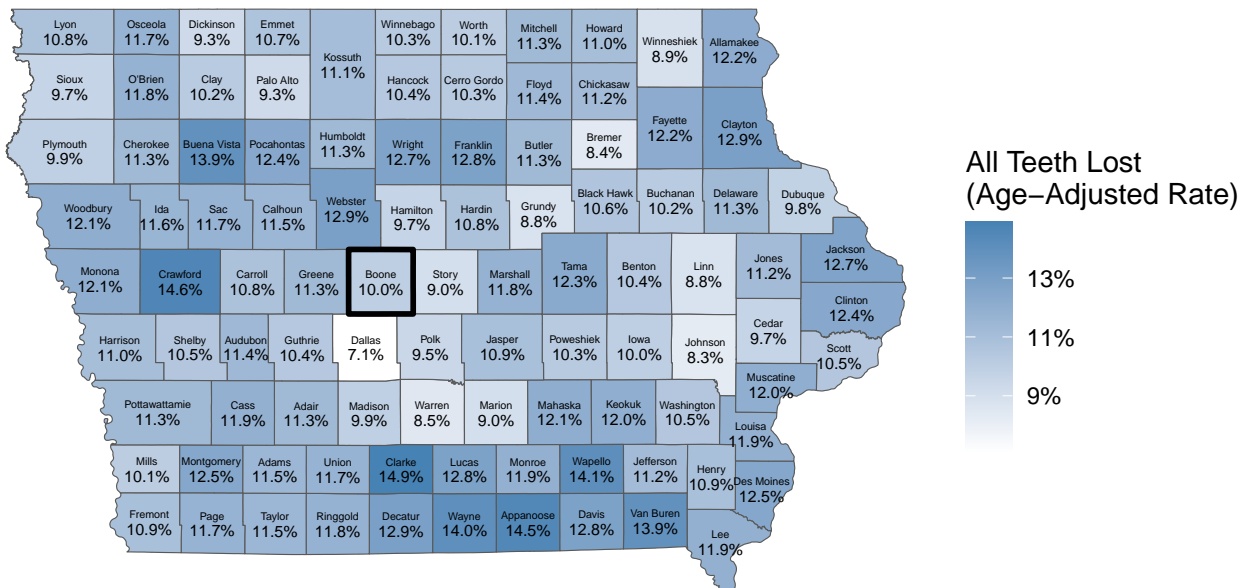 Lyon
10.8%
Osceola
11.7%
Dickinson
9.3%
Emmet
10.7%
Winnebago
10.3%
Worth
10.1%
Mitchell
11.3%
Howard
11.0%
Winneshiek
8.9%
Allamakee
12.2%
Kossuth
11.1%
Sioux
9.7%
O'Brien
11.8%
Clay
10.2%
Palo Alto
9.3%
Hancock
10.4%
Cerro Gordo
10.3%
Floyd
11.4%
Chickasaw
11.2%
Fayette
12.2%
Clayton
12.9%
Plymouth
9.9%
Cherokee
11.3%
Buena Vista
13.9%
Pocahontas
12.4%
Humboldt
11.3%
Wright
12.7%
Franklin
12.8%
Butler
11.3%
Bremer
8.4%
Woodbury
12.1%
Ida
11.6%
Sac
11.7%
Calhoun
11.5%
Webster
12.9%
Hamilton
9.7%
Hardin
10.8%
Grundy
8.8%
Black Hawk
10.6%
Buchanan
10.2%
Delaware
11.3%
Dubuque
9.8%
Monona
12.1%
Crawford
14.6%
Carroll
10.8%
Greene
11.3%
Boone
10.0%
Story
9.0%
Marshall
11.8%
Tama
12.3%
Benton
10.4%
Linn
8.8%
Jones
11.2%
Jackson
12.7%
Clinton
12.4%
Cedar
9.7%
Scott
10.5%
Harrison
11.0%
Shelby
10.5%
Audubon
11.4%
Guthrie
10.4%
Dallas
7.1%
Polk
9.5%
Jasper
10.9%
Poweshiek
10.3%
Iowa
10.0%
Johnson
8.3%
Muscatine
12.0%
Pottawattamie
11.3%
Cass
11.9%
Adair
11.3%
Madison
9.9%
Warren
8.5%
Marion
9.0%
Mahaska
12.1%
Keokuk
12.0%
Washington
10.5%
Louisa
11.9%
Mills
10.1%
Montgomery
12.5%
Adams
11.5%
Union
11.7%
Clarke
14.9%
Lucas
12.8%
Monroe
11.9%
Wapello
14.1%
Jefferson
11.2%
Henry
10.9%
Des Moines
12.5%
Fremont
10.9%
Page
11.7%
Taylor
11.5%
Ringgold
11.8%
Decatur
12.9%
Wayne
14.0%
Appanoose
14.5%
Davis
12.8%
Van Buren
13.9%
Lee
11.9%
All Teeth Lost
(Age−Adjusted Rate)
13%
11%
9%